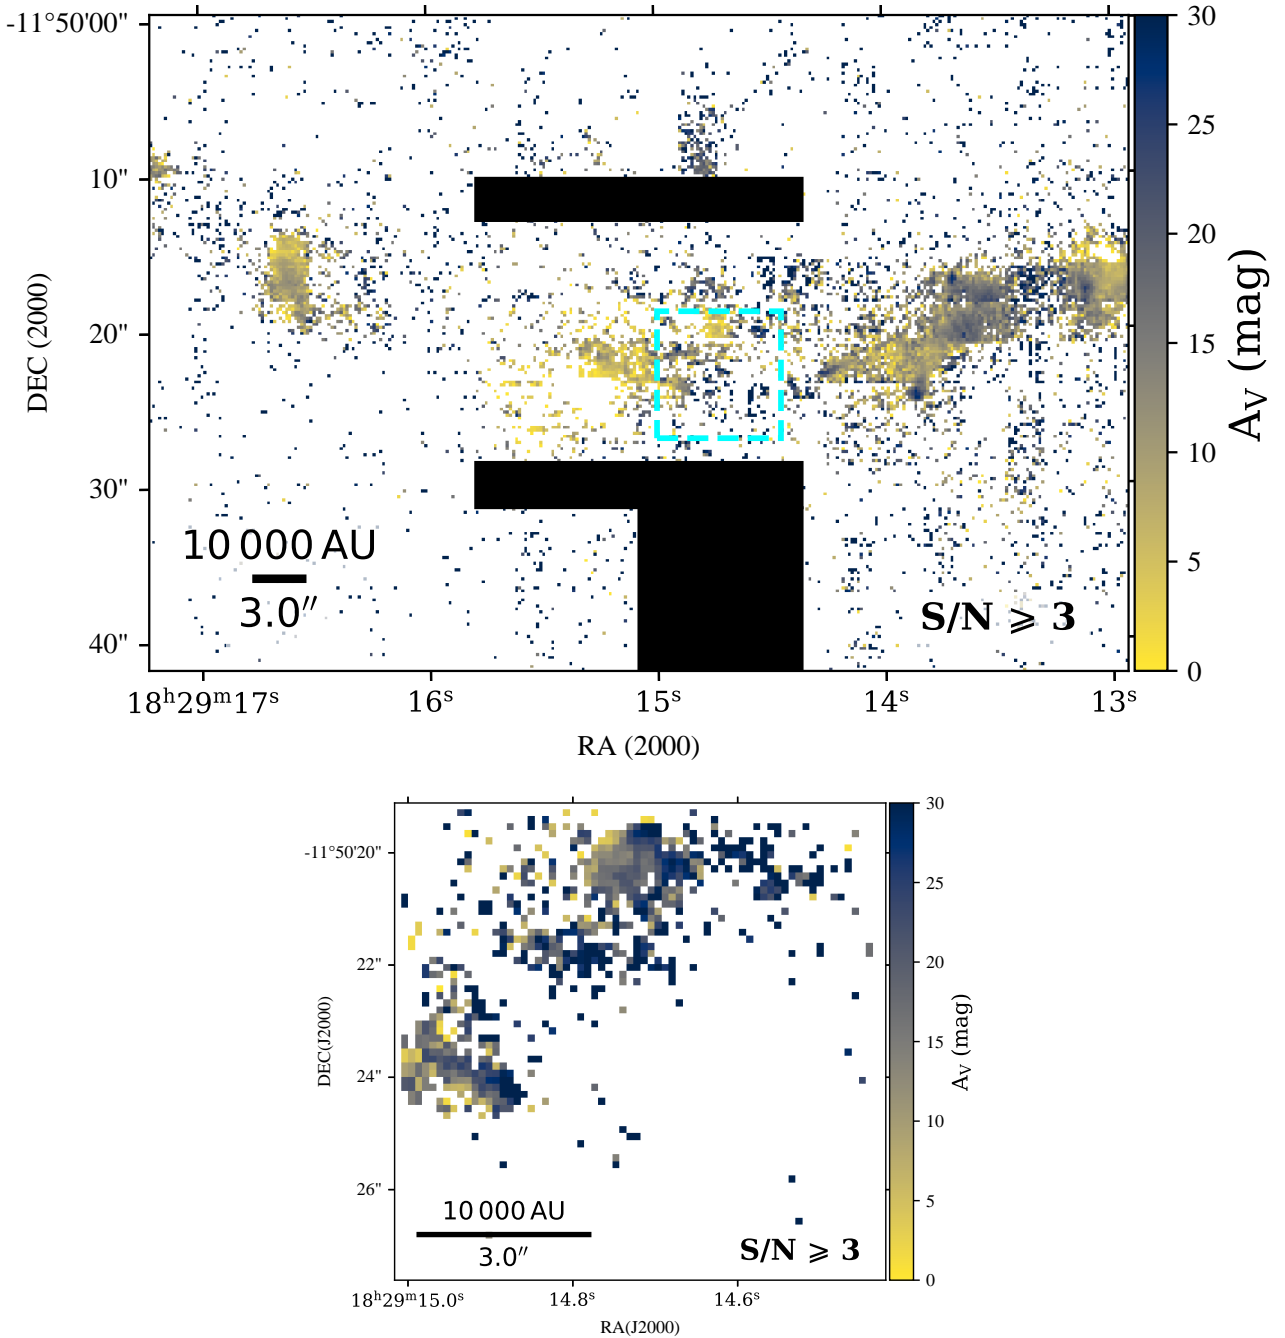 -11°50'00"
10"
20"
30"
40"
DEC (2000)
10 000 AU
3.0″
S/N ⩾ 3
18ʰ29ᵐ17ˢ
16ˢ
15ˢ
14ˢ
13ˢ
RA (2000)
30
25
20
15
10
5
0
Aᵥ (mag)
-11°50'20"
22"
24"
26"
DEC(J2000)
10 000 AU
3.0″
S/N ⩾ 3
18ʰ29ᵐ15.0ˢ
14.8ˢ
14.6ˢ
RA(J2000)
30
25
20
15
10
5
0
Aᵥ (mag)